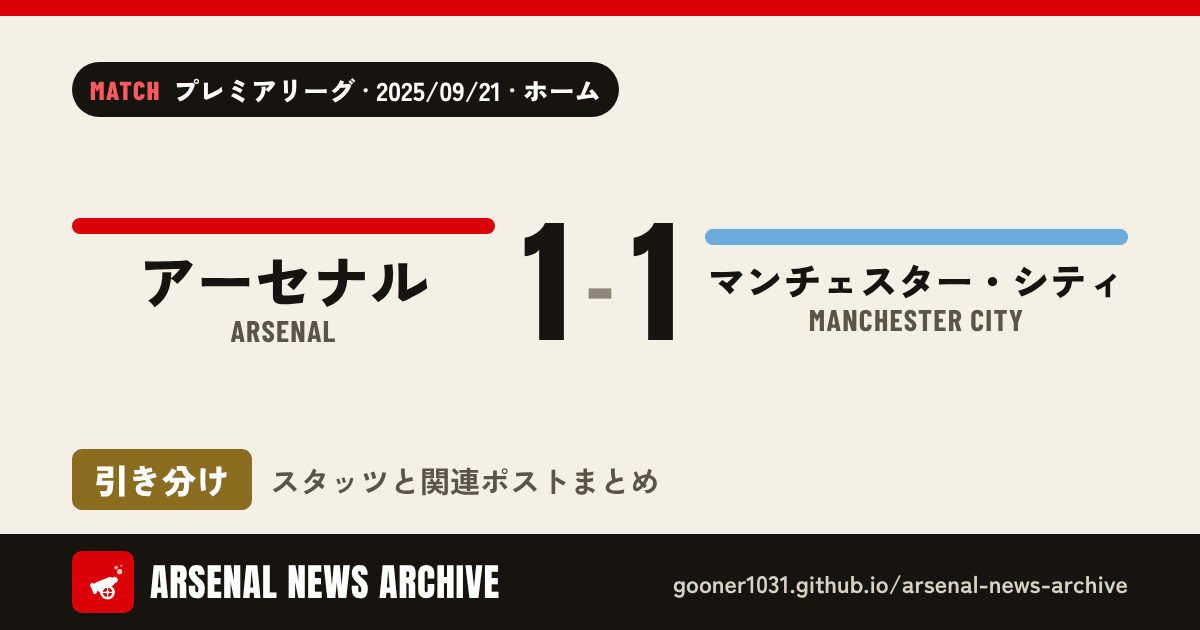 MATCH プレミアリーグ · 2025/09/21 · ホーム
アーセナル
ARSENAL
1 - 1
マンチェスター・シティ
MANCHESTER CITY
引き分け スタッツと関連ポストまとめ
ARSENAL NEWS ARCHIVE
gooner1031.github.io/arsenal-news-archive